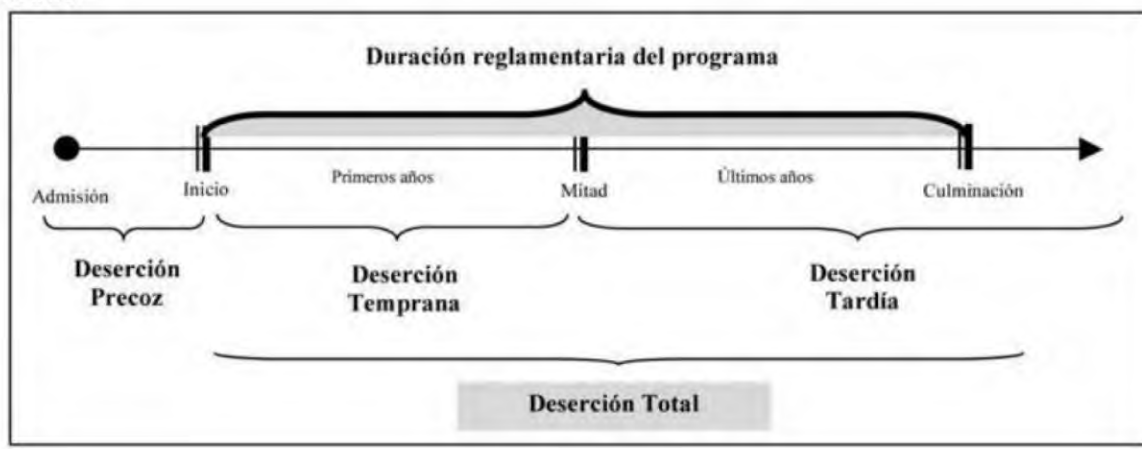 Duración reglamentaria del programa
Admisión
Inicio
Primeros años
Mitad
Últimos años
Culminación
Deserción
Precoz
Deserción
Temprana
Deserción
Tardía
Deserción Total